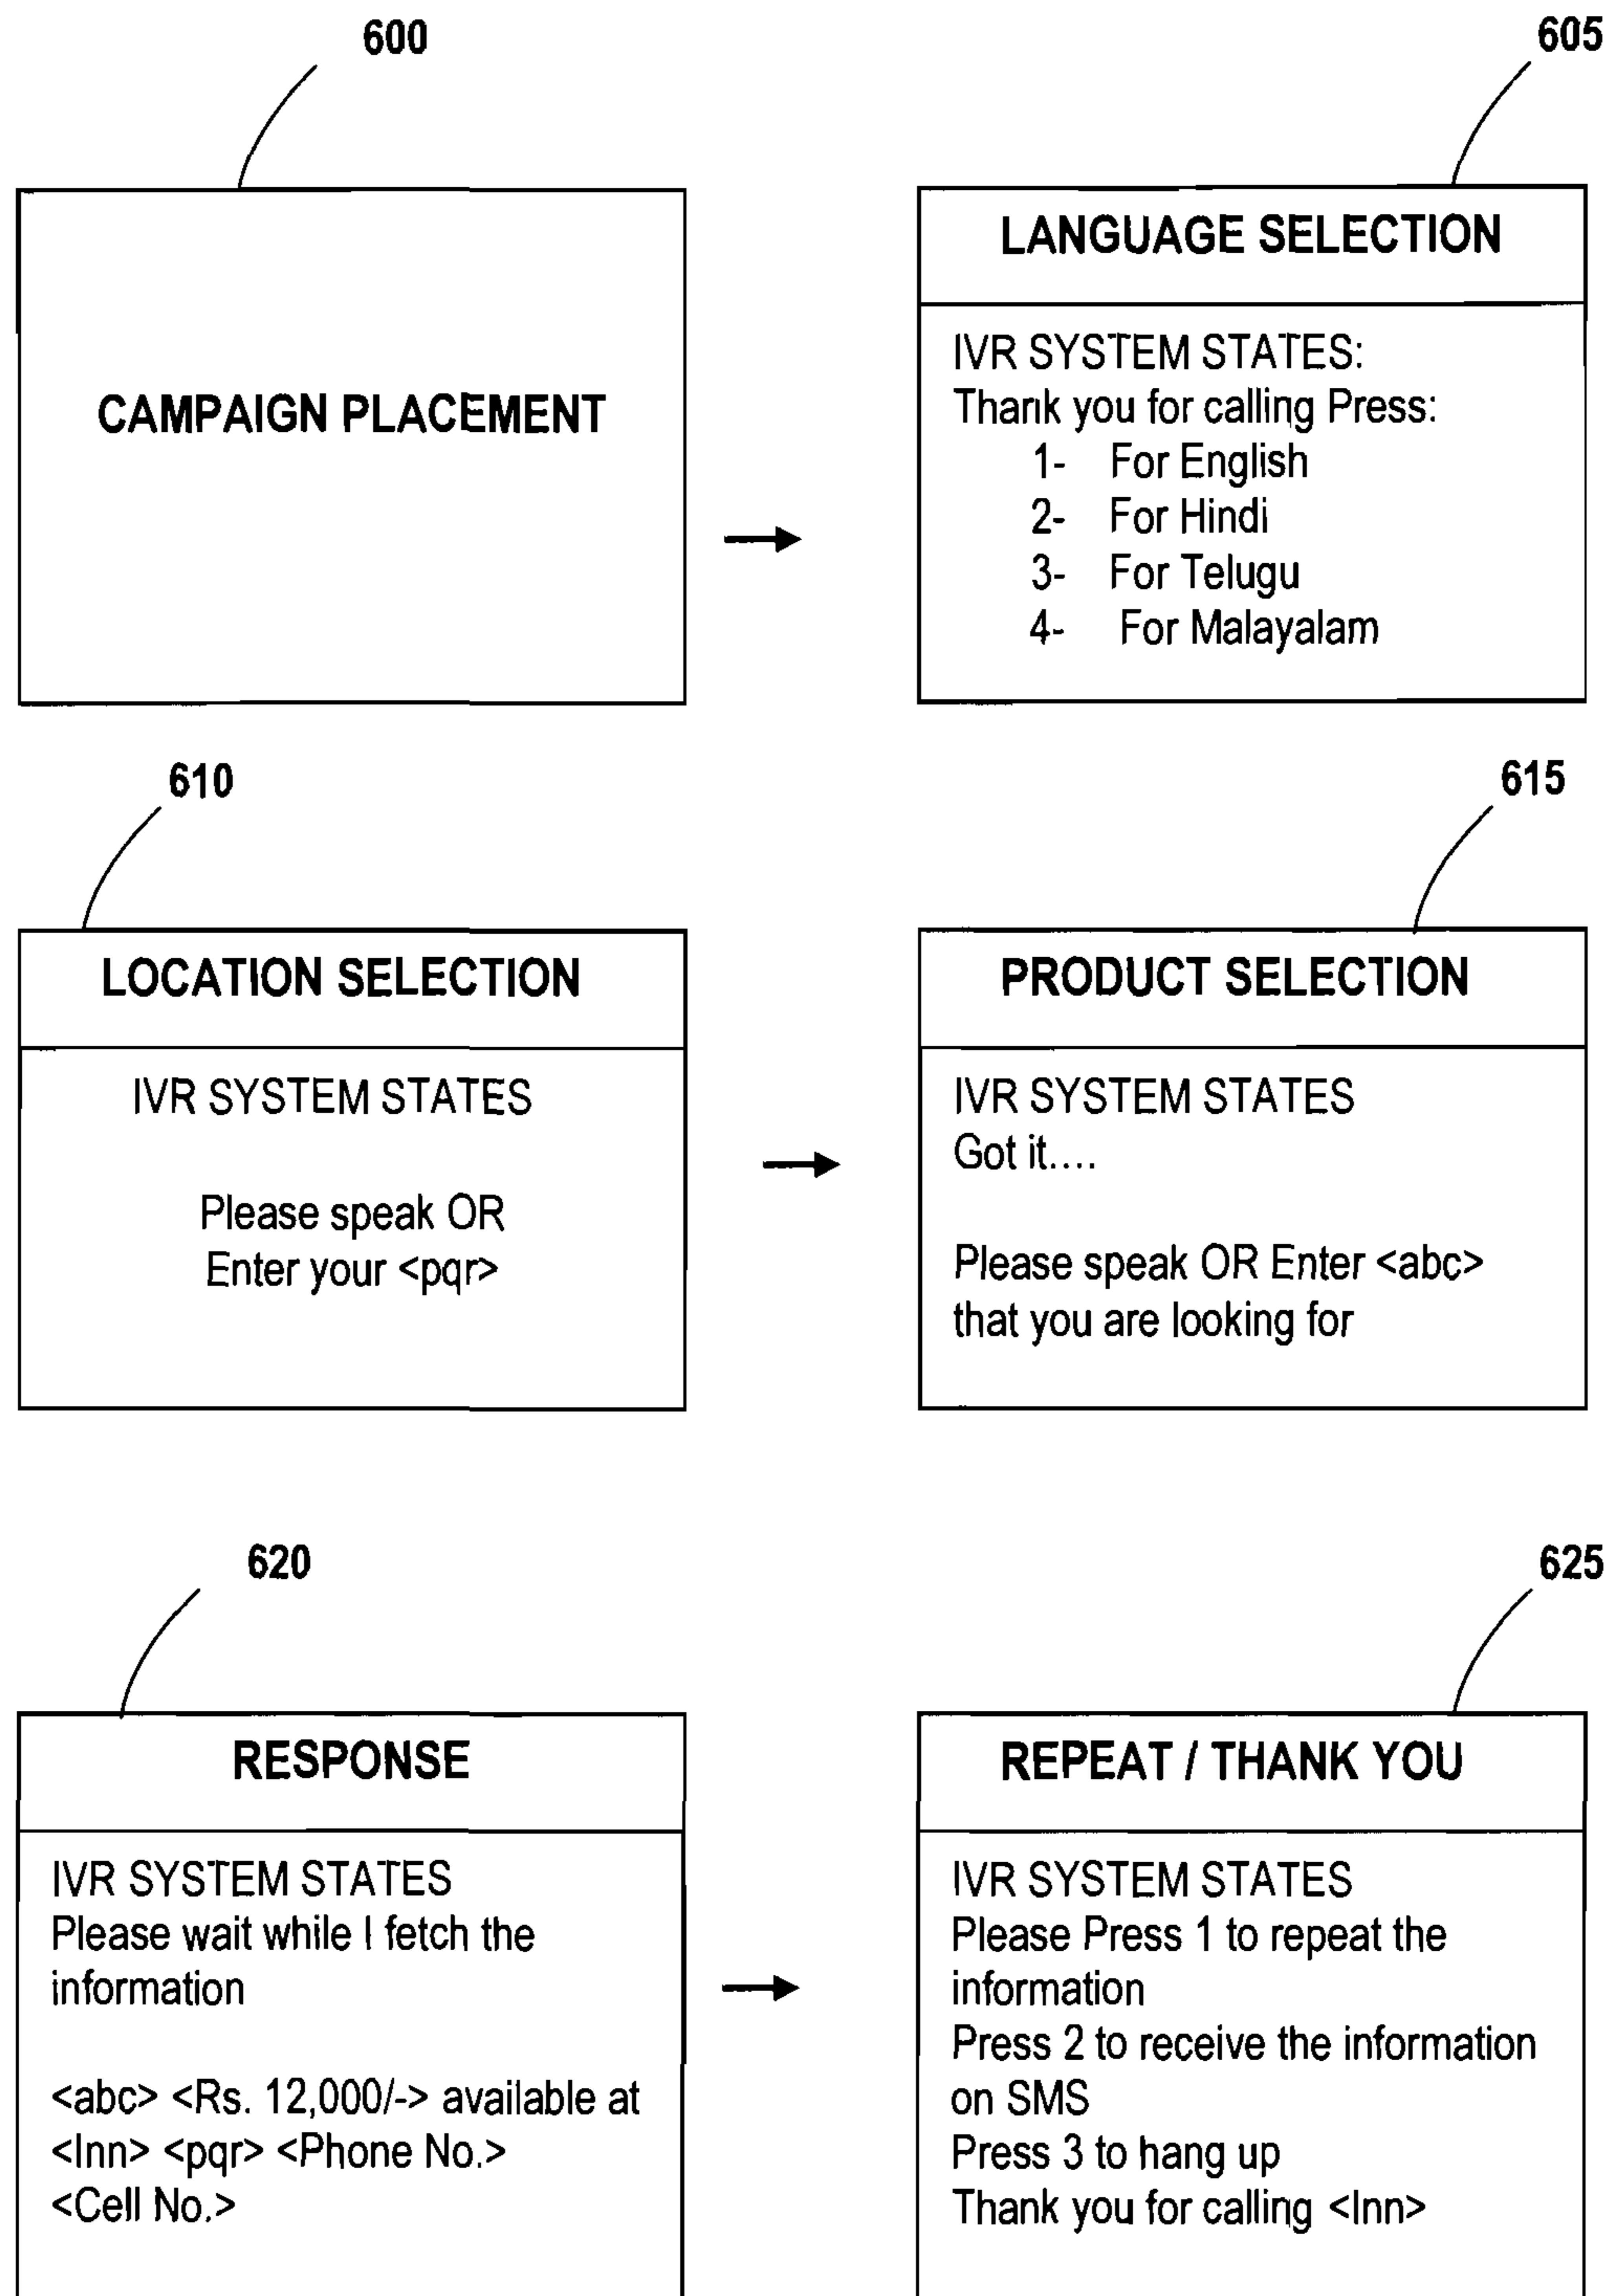 600
605
CAMPAIGN PLACEMENT
LANGUAGE SELECTION
IVR SYSTEM STATES:
Thank you for calling Press:
1- For English
2- For Hindi
3- For Telugu
4- For Malayalam
610
615
LOCATION SELECTION
IVR SYSTEM STATES
Please speak OR
Enter your <pqr>
PRODUCT SELECTION
IVR SYSTEM STATES
Got it....
Please speak OR Enter <abc>
that you are looking for
620
625
RESPONSE
IVR SYSTEM STATES
Please wait while I fetch the
information
<abc> <Rs. 12,000/-> available at
<Inn> <pqr> <Phone No.>
<Cell No.>
REPEAT / THANK YOU
IVR SYSTEM STATES
Please Press 1 to repeat the
information
Press 2 to receive the information
on SMS
Press 3 to hang up
Thank you for calling <Inn>